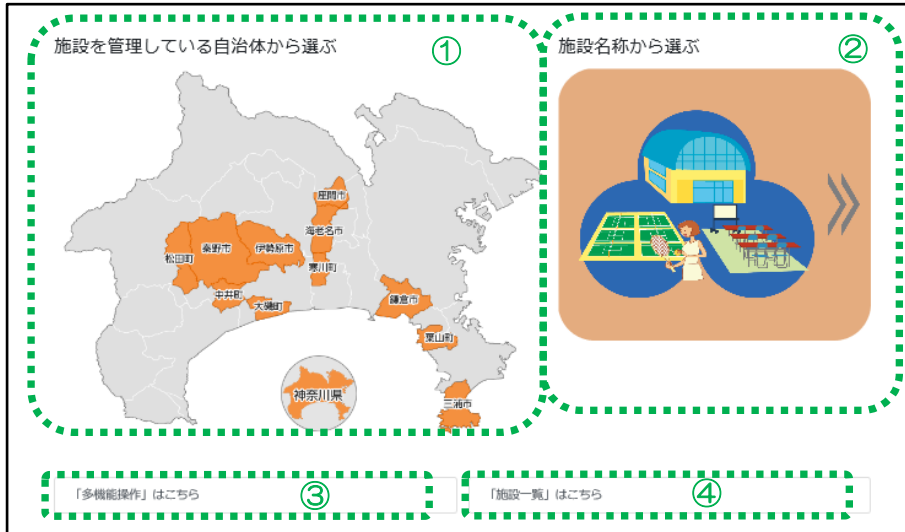 施設を管理している自治体から選ぶ
①
施設名称から選ぶ
②
座間市
海老名市
秦野市
伊勢原市
松田町
寒川町
中井町
大磯町
鎌倉市
葉山町
神奈川県
三浦市
「多機能操作」はこちら
③
「施設一覧」はこちら
④